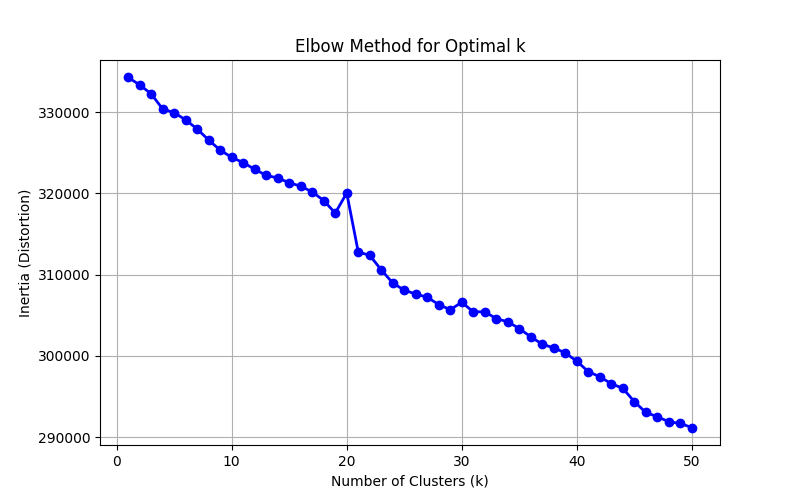 Elbow Method for Optimal k
Inertia (Distortion)
330000
320000
310000
300000
290000
0 10 20 30 40 50
Number of Clusters (k)